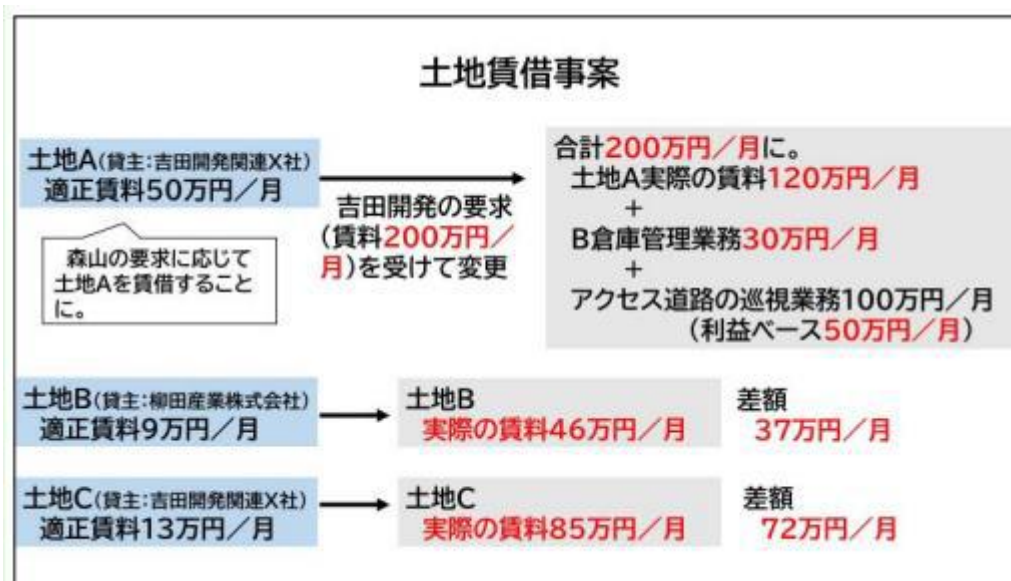 土地賃借事案
土地A(貸主:吉田開発関連X社)
適正賃料50万円／月
森山の要求に応じて
土地Aを賃借すること
に。
吉田開発の要求
(賃料200万円／
月)を受けて変更
合計200万円／月に。
土地A実際の賃料120万円／月
+
B倉庫管理業務30万円／月
+
アクセス道路の巡視業務100万円／月
(利益ベース50万円／月)
土地B(貸主:柳田産業株式会社)
適正賃料9万円／月
土地B
実際の賃料46万円／月
差額
37万円／月
土地C(貸主:吉田開発関連X社)
適正賃料13万円／月
土地C
実際の賃料85万円／月
差額
72万円／月